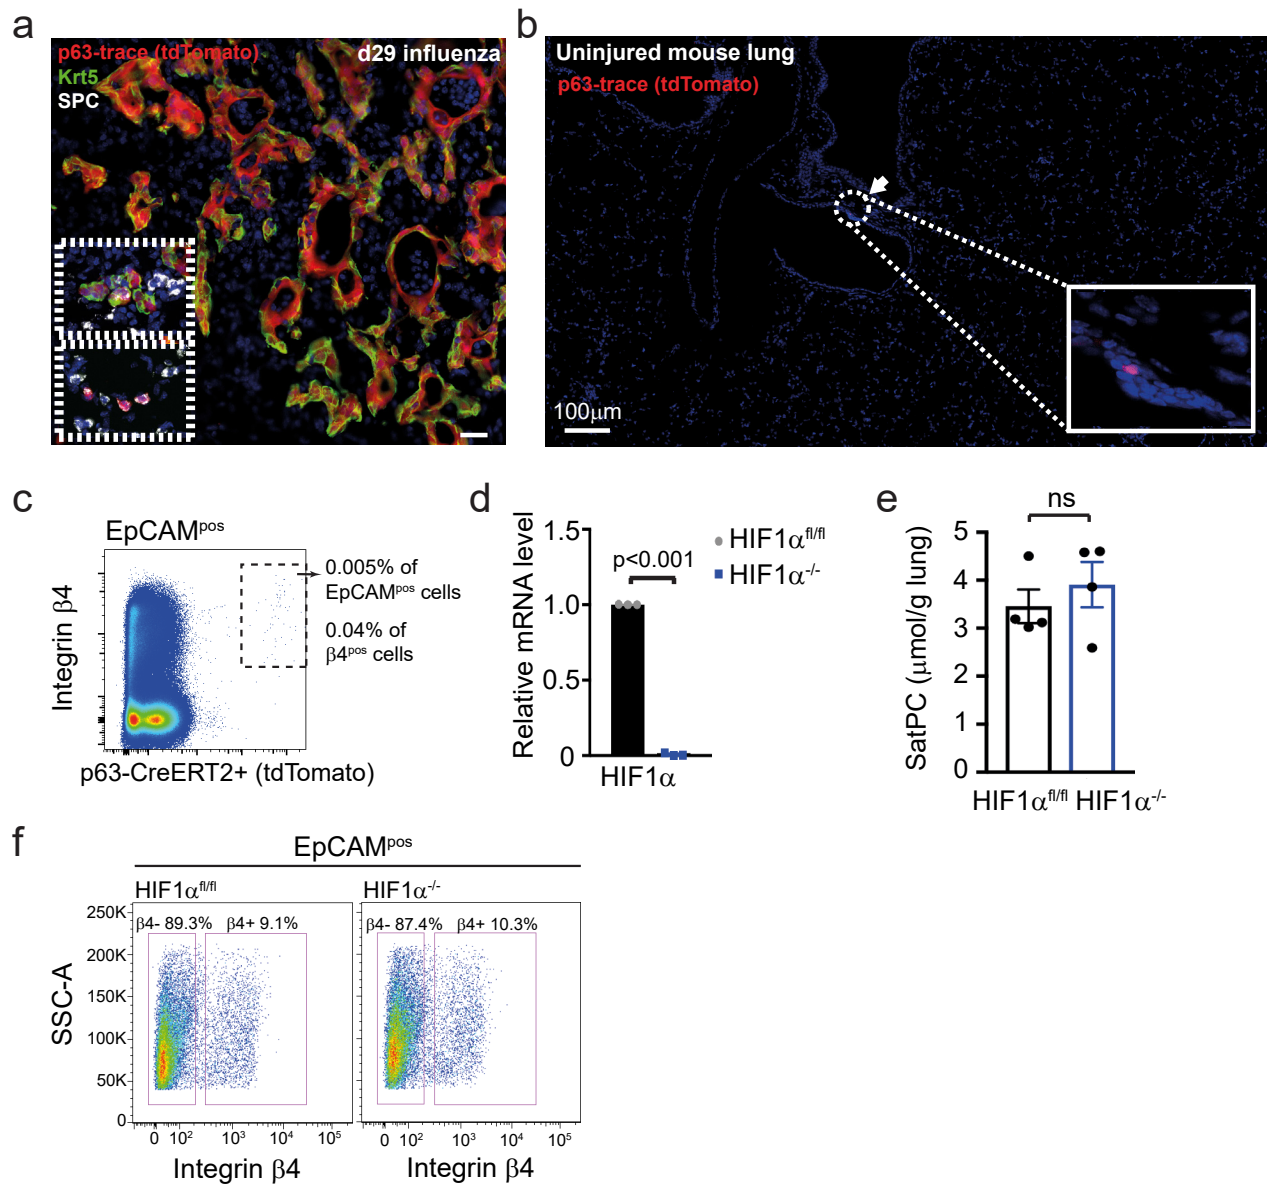 a
p63-trace (tdTomato)
d29 influenza
Krt5
SPC
b
Uninjured mouse lung
p63-trace (tdTomato)
100μm
c
EpCAMpos
Integrin β4
0.005% of
EpCAMpos cells
0.04% of
β4pos cells
p63-CreERT2+ (tdTomato)
d
Relative mRNA level
1.5
1.0
0.5
0
p<0.001
HIF1αfl/fl
HIF1α-/-
HIF1α
e
ns
SatPC (μmol/g lung)
5
4
3
2
1
0
HIF1αfl/fl HIF1α-/-
f
EpCAMpos
HIF1αfl/fl
HIF1α-/-
β4- 89.3% β4+ 9.1%
β4- 87.4% β4+ 10.3%
SSC-A
250K
200K
150K
100K
50K
0
0 10² 10³ 10⁴ 10⁵
0 10² 10³ 10⁴ 10⁵
Integrin β4
Integrin β4